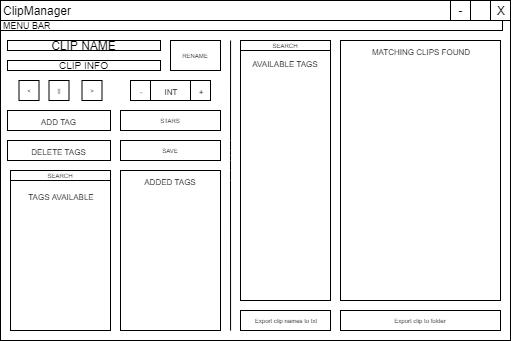 ClipManager
- X
MENU BAR
CLIP NAME
CLIP INFO
RENAME
< || >
- INT +
ADD TAG
STARS
DELETE TAGS
SAVE
SEARCH
TAGS AVAILABLE
ADDED TAGS
SEARCH
AVAILABLE TAGS
MATCHING CLIPS FOUND
Export clip names to txt
Export clip to folder